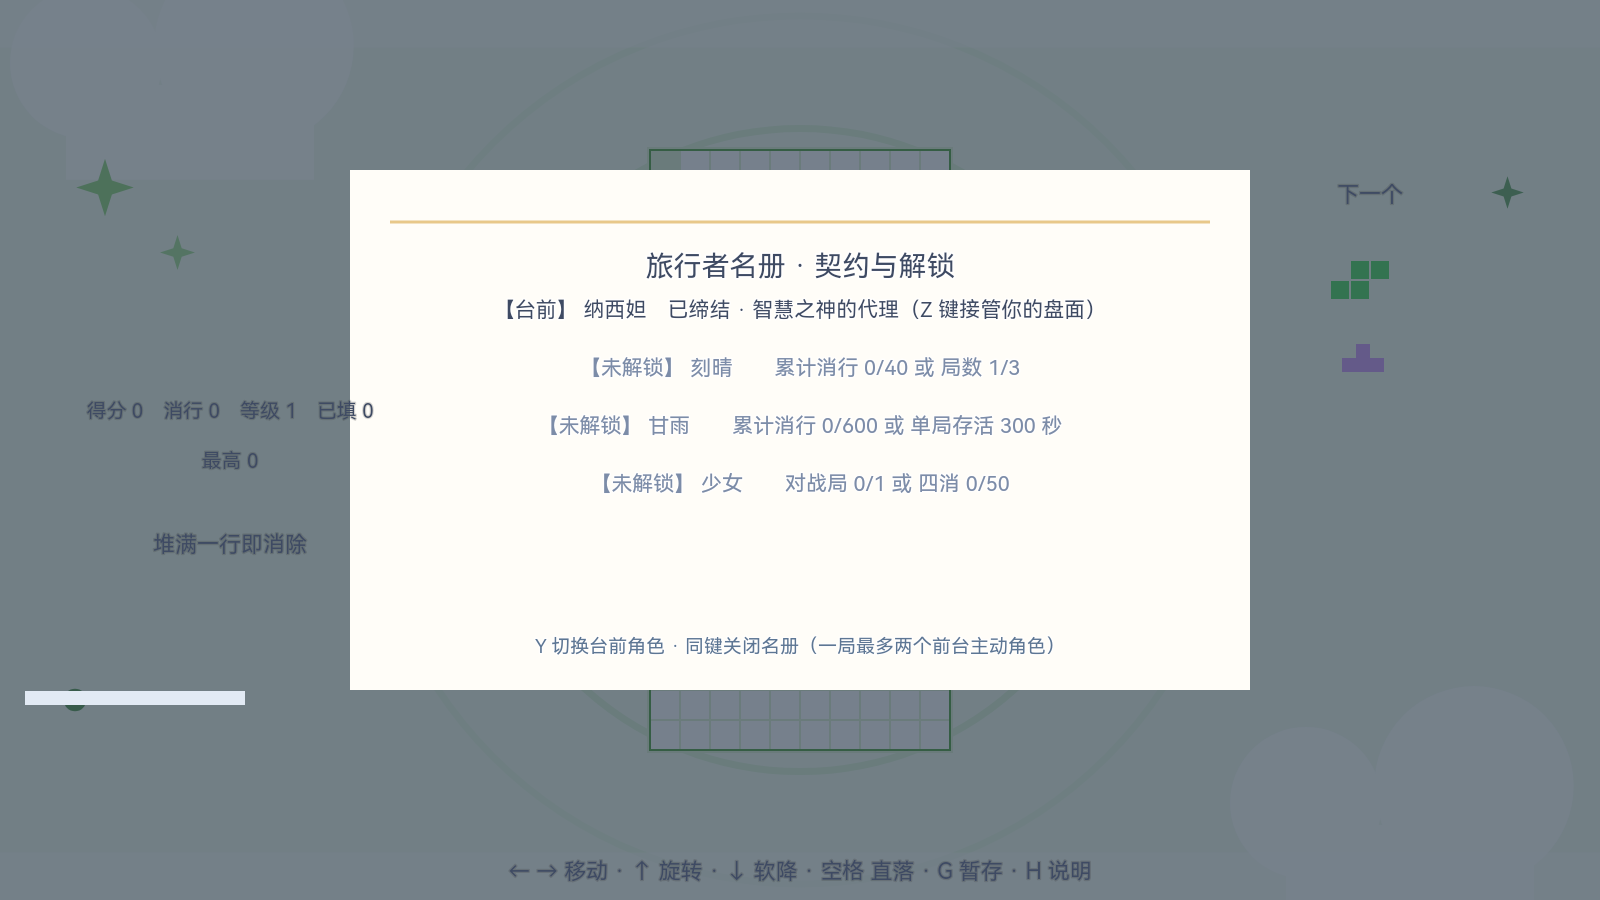 下一个
旅行者名册 · 契约与解锁
【台前】 纳西妲 已缔结 · 智慧之神的代理（Z 键接管你的盘面）
【未解锁】 刻晴 累计消行 0/40 或 局数 1/3
得分 0 消行 0 等级 1 已填 0
【未解锁】 甘雨 累计消行 0/600 或 单局存活 300 秒
最高 0
【未解锁】 少女 对战局 0/1 或 四消 0/50
堆满一行即消除
Y 切换台前角色 · 同键关闭名册（一局最多两个前台主动角色）
←→ 移动 · ↑ 旋转 · ↓ 软降 · 空格 直落 · G 暂存 · H 说明